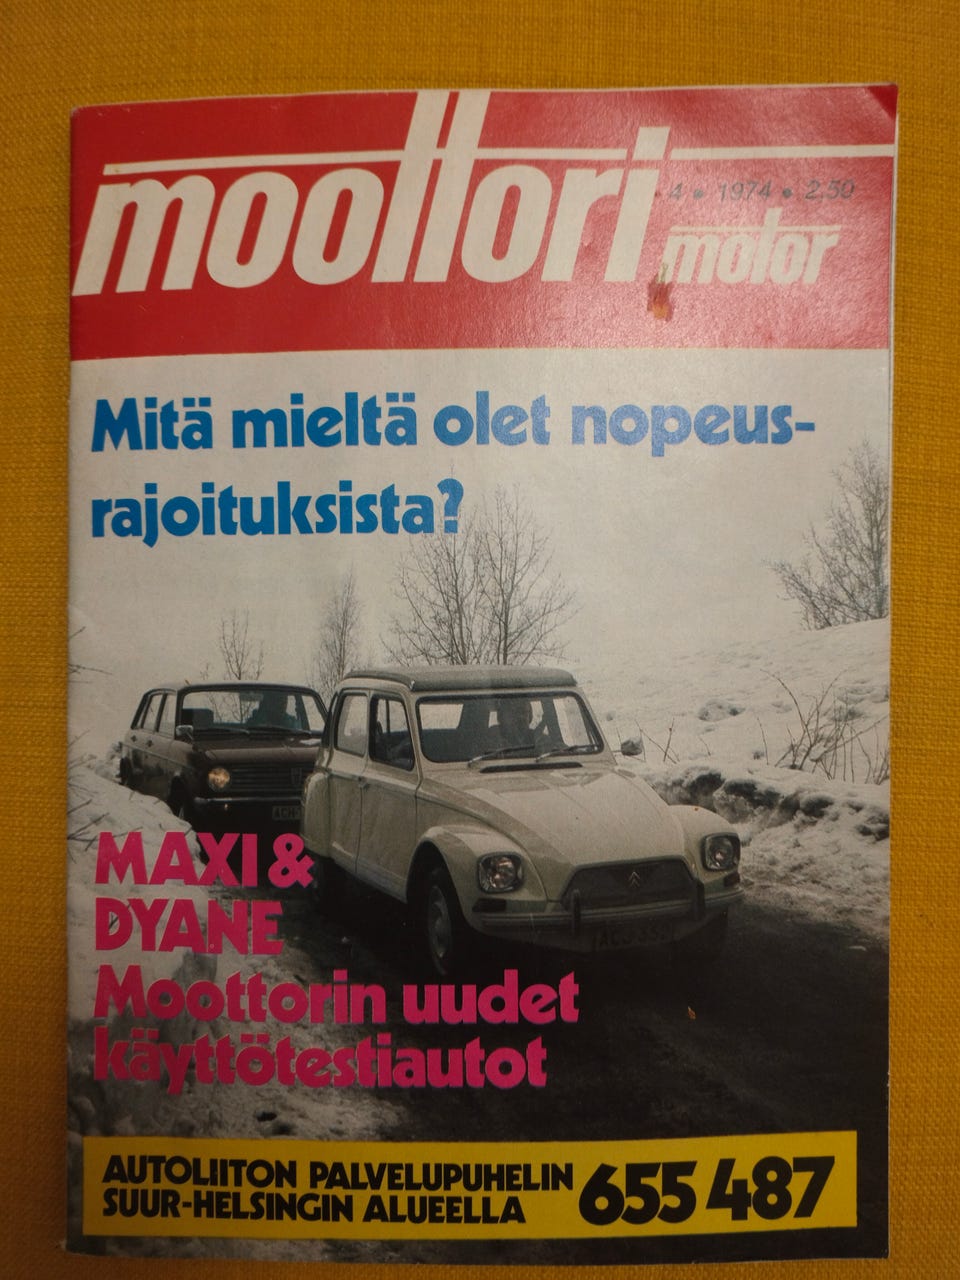 moottori
4 • 1974 • 2.50
motor
Mitä mieltä olet nopeus-
rajoituksista?
MAXI &
DYANE
Moottorin uudet
käyttötestiautot
AUTOLIITON PALVELUPUHELIN
SUUR-HELSINGIN ALUEELLA
655 487